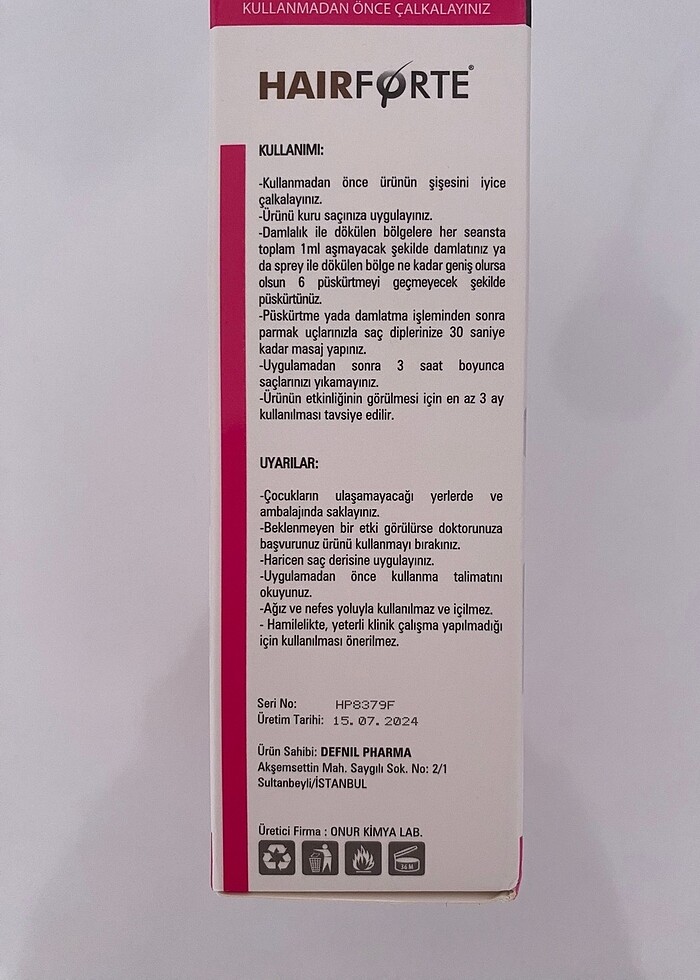 KULLANMADAN ÖNCE ÇALKALAYINIZ
HAIRFORTE®
KULLANIMI:
-Kullanmadan önce ürünün şişesini iyice
çalkalayınız.
-Ürünü kuru saçınıza uygulayınız.
-Damlalık ile dökülen bölgelere her seansta
toplam 1ml aşmayacak şekilde damlatınız ya
da sprey ile dökülen bölge ne kadar geniş olursa
olsun 6 püskürtmeyi geçmeyecek şekilde
püskürtünüz.
-Püskürtme yada damlatma işleminden sonra
parmak uçlarınızla saç diplerinize 30 saniye
kadar masaj yapınız.
-Uygulamadan sonra 3 saat boyunca
saçlarınızı yıkamayınız.
-Ürünün etkinliğinin görülmesi için en az 3 ay
kullanılması tavsiye edilir.
UYARILAR:
-Çocukların ulaşamayacağı yerlerde ve
ambalajında saklayınız.
-Beklenmeyen bir etki görülürse doktorunuza
başvurunuz ürünü kullanmayı bırakınız.
-Haricen saç derisine uygulayınız.
-Uygulamadan önce kullanma talimatını
okuyunuz.
-Ağız ve nefes yoluyla kullanılmaz ve içilmez.
- Hamilelikte, yeterli klinik çalışma yapılmadığı
için kullanılması önerilmez.
Seri No: HP8379F
Üretim Tarihi: 15.07.2024
Ürün Sahibi: DEFNIL PHARMA
Akşemsettin Mah. Saygılı Sok. No: 2/1
Sultanbeyli/İSTANBUL
Üretici Firma : ONUR KİMYA LAB.
36 M